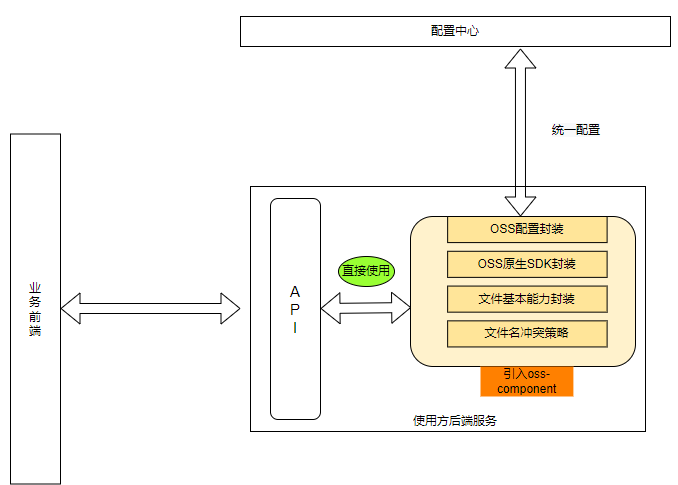 配置中心
统一配置
业
务
前
端
A
P
I
直接使用
OSS配置封装
OSS原生SDK封装
文件基本能力封装
文件名冲突策略
引入oss-
component
使用方后端服务